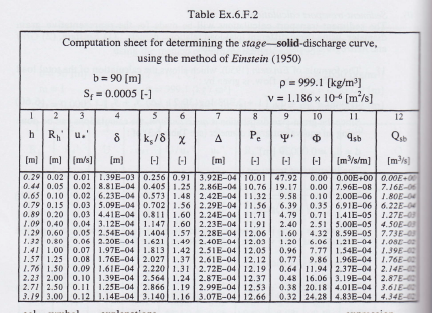 Table Ex.6.F.2
Computation sheet for determining the stage—solid-discharge curve,
using the method of Einstein (1950)
b = 90 [m] ρ = 999.1 [kg/m³]
Sf = 0.0005 [-] ν = 1.186 × 10⁻⁶ [m²/s]
1 2 3 4 5 6 7 8 9 10 11 12
h Rh' u*' δ ks/δ χ Δ Pe Ψ' Φ qsb Qsb
[m] [m] [m/s] [m] [-] [-] [m] [-] [-] [-] [m³/s/m] [m³/s]
0.29 0.02 0.01 1.39E−03 0.256 0.91 3.92E−04 10.01 47.92 0.00 0.00E+00 0.00E+00
0.44 0.05 0.02 8.81E−04 0.405 1.25 2.86E−04 10.76 19.17 0.00 7.96E−08 7.16E−06
0.65 0.10 0.02 6.23E−04 0.573 1.48 2.42E−04 11.32 9.58 0.10 2.00E−06 1.80E−04
0.79 0.15 0.03 5.09E−04 0.702 1.56 2.29E−04 11.56 6.39 0.35 6.91E−06 6.22E−04
0.89 0.20 0.03 4.41E−04 0.811 1.60 2.24E−04 11.71 4.79 0.71 1.41E−05 1.27E−03
1.09 0.40 0.04 3.12E−04 1.147 1.60 2.23E−04 11.91 2.40 2.51 5.00E−05 4.50E−03
1.29 0.60 0.05 2.54E−04 1.404 1.57 2.28E−04 12.06 1.60 4.32 8.59E−05 7.73E−03
1.32 0.80 0.06 2.20E−04 1.621 1.49 2.40E−04 12.03 1.20 6.06 1.21E−04
1.41 1.00 0.07 1.97E−04 1.813 1.42 2.51E−04 12.05 0.96 7.77 1.54E−04 1.39E−02
1.57 1.25 0.08 1.76E−04 2.027 1.37 2.61E−04 12.12 0.77 9.86 1.96E−04 1.76E−02
1.76 1.50 0.09 1.61E−04 2.220 1.31 2.72E−04 12.19 0.64 11.94 2.37E−04 2.14E−02
2.23 2.00 0.10 1.39E−04 2.564 1.24 2.87E−04 12.37 0.48 16.06 3.19E−04 2.87E−02
2.71 2.50 0.11 1.25E−04 2.866 1.19 2.99E−04 12.53 0.38 20.18 4.01E−04 3.61E−02
3.19 3.00 0.12 1.14E−04 3.140 1.16 3.07E−04 12.66 0.32 24.28 4.83E−04 4.34E−02